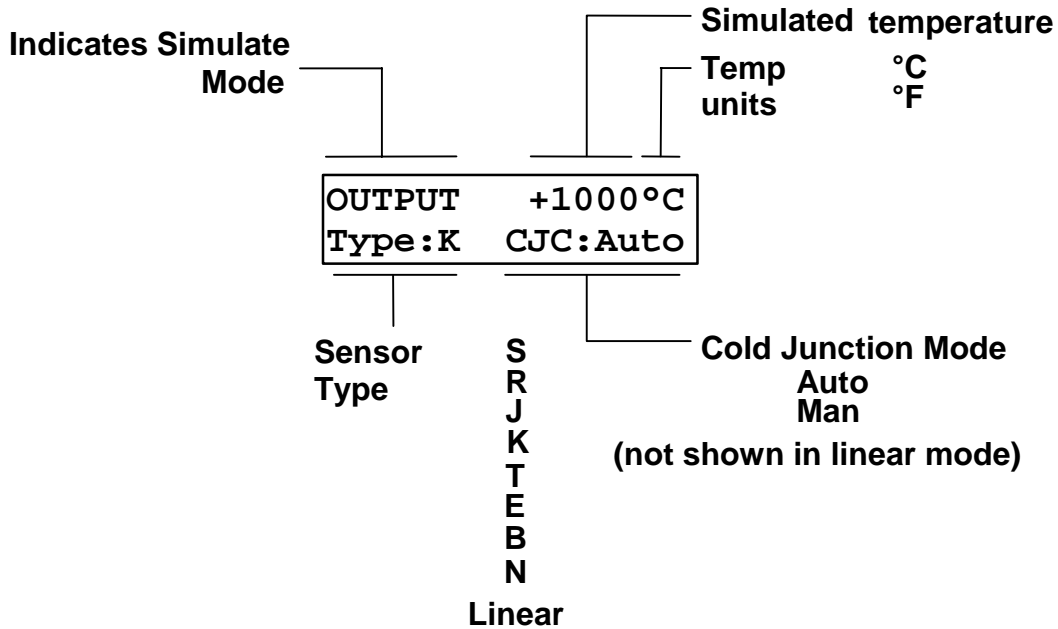 Indicates Simulate
Mode
Simulated temperature
Temp °C
units °F
OUTPUT +1000°C
Type:K CJC:Auto
Sensor
Type
S
R
J
K
T
E
B
N
Linear
Cold Junction Mode
Auto
Man
(not shown in linear mode)